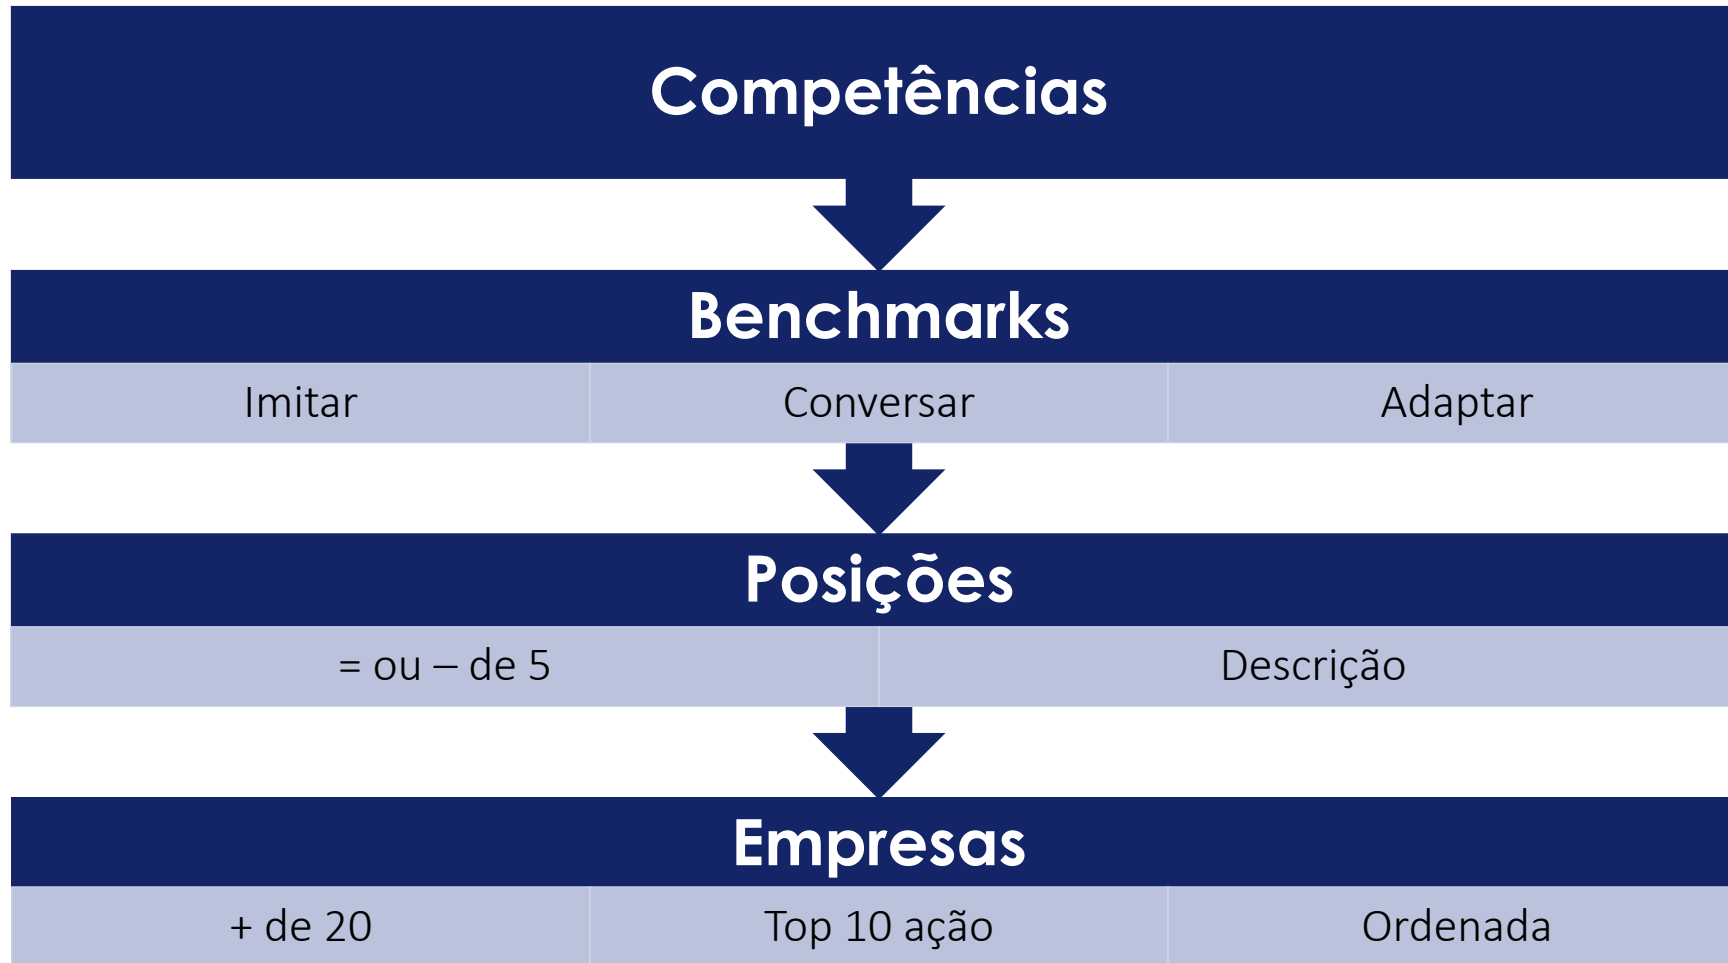 Competências
Benchmarks
Imitar Conversar Adaptar
Posições
= ou – de 5 Descrição
Empresas
+ de 20 Top 10 ação Ordenada